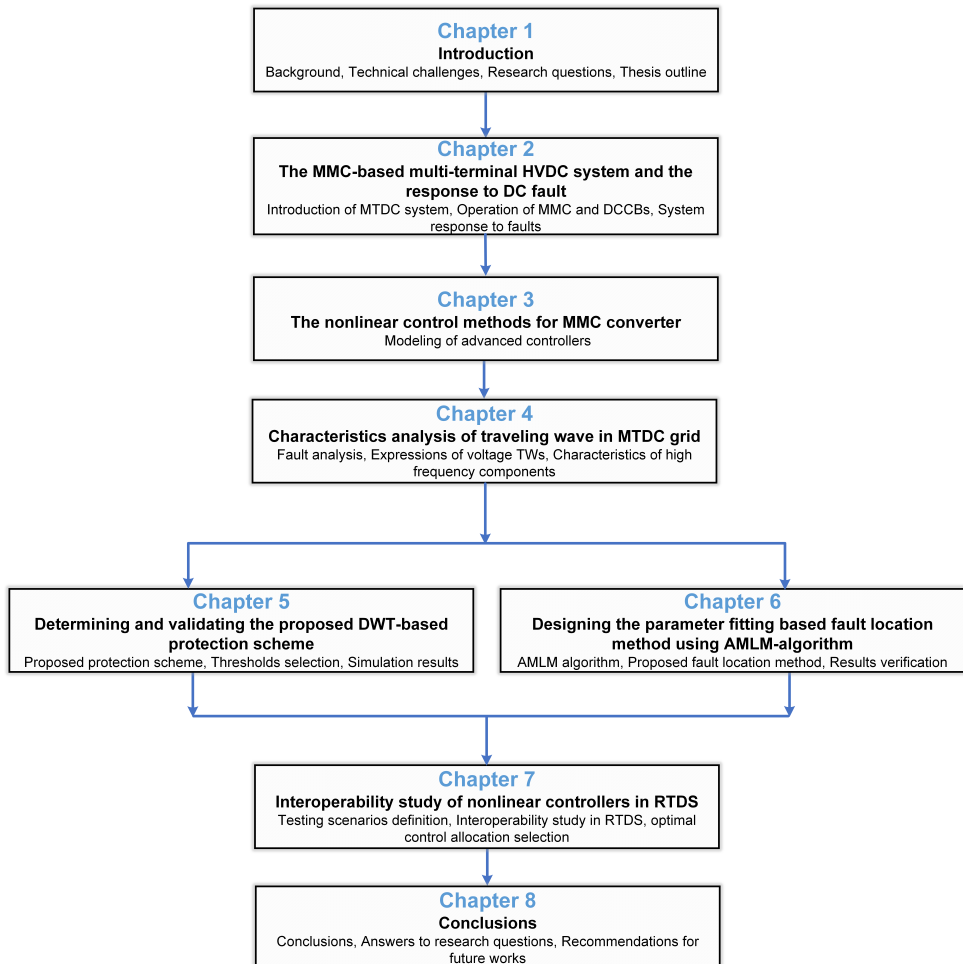 Chapter 1
Introduction
Background, Technical challenges, Research questions, Thesis outline
Chapter 2
The MMC-based multi-terminal HVDC system and the
response to DC fault
Introduction of MTDC system, Operation of MMC and DCCBs, System
response to faults
Chapter 3
The nonlinear control methods for MMC converter
Modeling of advanced controllers
Chapter 4
Characteristics analysis of traveling wave in MTDC grid
Fault analysis, Expressions of voltage TWs, Characteristics of high
frequency components
Chapter 5
Determining and validating the proposed DWT-based
protection scheme
Proposed protection scheme, Thresholds selection, Simulation results
Chapter 6
Designing the parameter fitting based fault location
method using AMLM-algorithm
AMLM algorithm, Proposed fault location method, Results verification
Chapter 7
Interoperability study of nonlinear controllers in RTDS
Testing scenarios definition, Interoperability study in RTDS, optimal
control allocation selection
Chapter 8
Conclusions
Conclusions, Answers to research questions, Recommendations for
future works